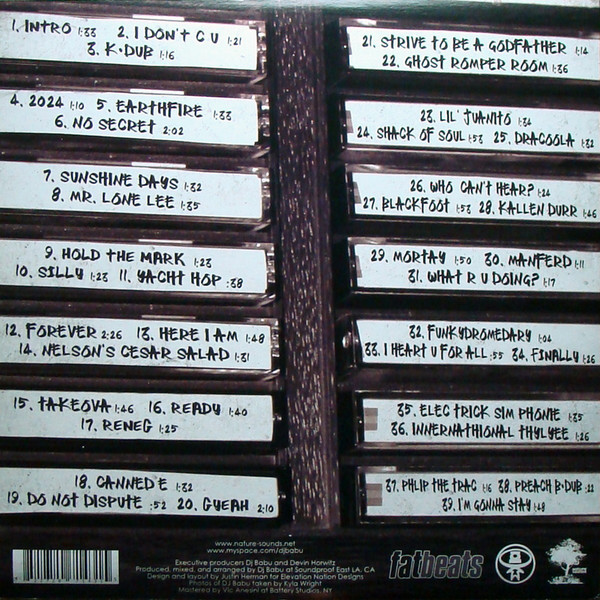 1. INTRO 1:33 2. I DON'T C U 1:21
3. K-DUB 1:16
4. 2024 1:10 5. EARTHFIRE 1:33
6. NO SECRET 2:02
7. SUNSHINE DAYS 1:32
8. MR. LONE LEE 1:35
9. HOLD THE MARK 1:23
10. SILLY 1:23 11. YACHT HOP :38
12. FOREVER 2:26 13. HERE I AM 1:48
14. NELSON'S CESAR SALAD 1:31
15. TAKEOVA 1:46 16. READY 1:40
17. RENEG 1:25
18. CANNED E 1:32
19. DO NOT DISPUTE :52 20. GYEAH 2:10
21. STRIVE TO BE A GODFATHER 1:14
22. GHOST ROMPER ROOM 1:36
23. LIL' JUANITO 1:34
24. SHACK OF SOUL 1:53 25. DRACOOLA 1:32
26. WHO CAN'T HEAR? 1:24
27. BLACKFOOT 1:53 28. KALLEN DURR 1:46
29. MORTAY 1:50 30. MANFERD 1:11
31. WHAT R U DOING? 1:17
32. FUNKYDROMEDARY 1:04
33. I HEART U FOR ALL :55 34. FINALLY 1:26
35. ELEC TRICK SIM PHONIE 1:35
36. INNERNATHIONAL THYLYEE 1:26
37. PHLIP THE TRAC 1:16 38. PREACH B-DUB :22
39. I'M GONNA STAY 1:48
www.nature-sounds.net
www.myspace.com/djbabu
Executive producers Dj Babu and Devin Horwitz
Produced, mixed, and arranged by Dj Babu at Soundproof East LA, CA
Design and layout by Justin Herman for Elevation Nation Designs
Photos of DJ Babu taken by Kyla Wright
Mastered by Vic Anesini at Battery Studios, NY
fatbeats